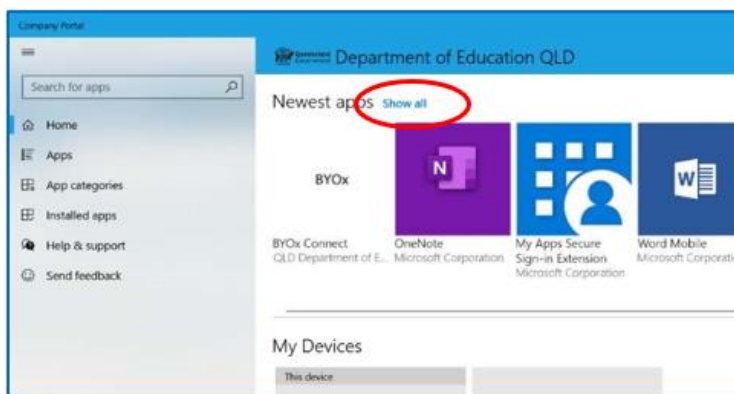 Company Portal
Queensland Government Department of Education QLD
Search for apps
Home
Apps
App categories
Installed apps
Help & support
Send feedback
Newest apps Show all
BYOx
N
W
BYOx Connect
QLD Department of E...
OneNote
Microsoft Corporation
My Apps Secure
Sign-in Extension
Microsoft Corporation
Word Mobile
Microsoft Corporati
My Devices
This device